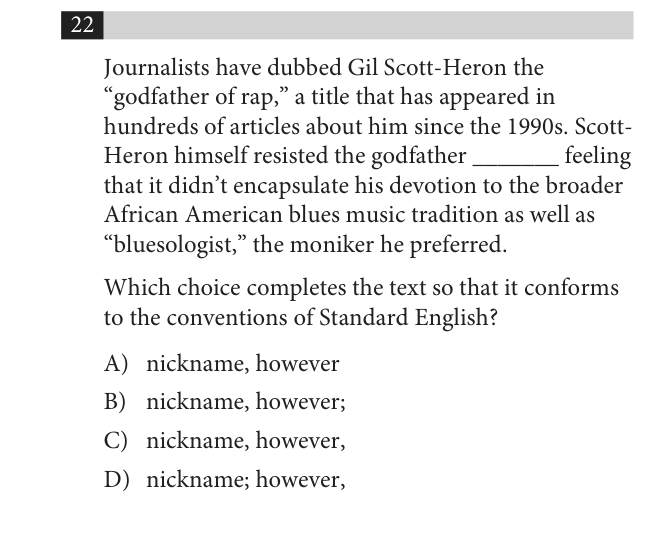 22
Journalists have dubbed Gil Scott-Heron the
“godfather of rap,” a title that has appeared in
hundreds of articles about him since the 1990s. Scott-
Heron himself resisted the godfather _______ feeling
that it didn’t encapsulate his devotion to the broader
African American blues music tradition as well as
“bluesologist,” the moniker he preferred.
Which choice completes the text so that it conforms
to the conventions of Standard English?
A) nickname, however
B) nickname, however;
C) nickname, however,
D) nickname; however,